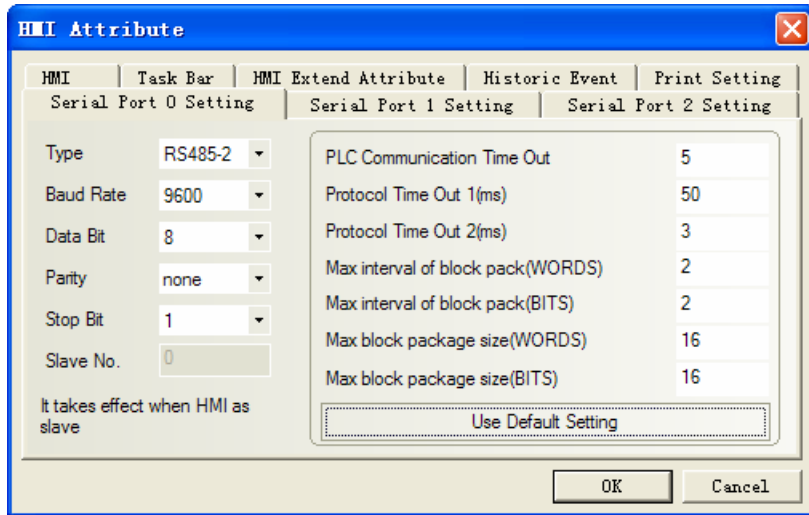 HMI Attribute
HMI
Task Bar
HMI Extend Attribute
Historic Event
Print Setting
Serial Port 0 Setting
Serial Port 1 Setting
Serial Port 2 Setting
Type
RS485-2
Baud Rate
9600
Data Bit
8
Parity
none
Stop Bit
1
Slave No.
0
It takes effect when HMI as
slave
PLC Communication Time Out
5
Protocol Time Out 1(ms)
50
Protocol Time Out 2(ms)
3
Max interval of block pack(WORDS)
2
Max interval of block pack(BITS)
2
Max block package size(WORDS)
16
Max block package size(BITS)
16
Use Default Setting
OK
Cancel